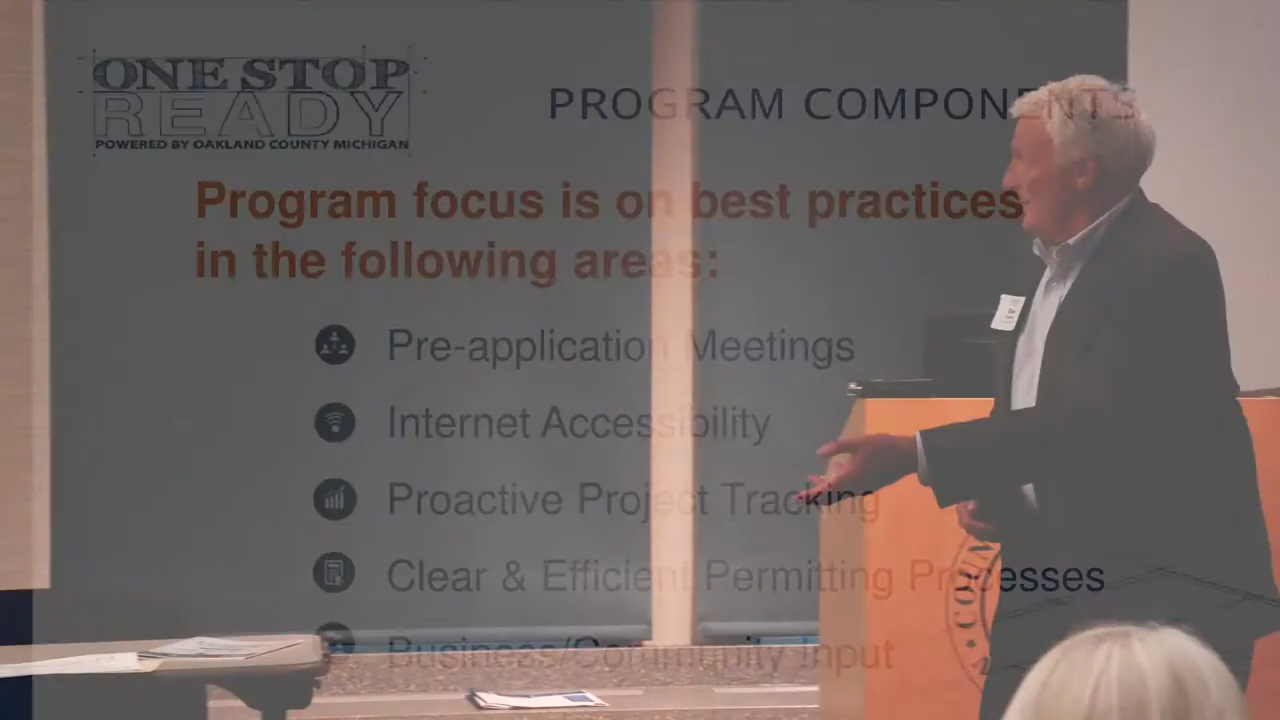 ONE STOP
READY
POWERED BY OAKLAND COUNTY MICHIGAN
PROGRAM COMPONENTS
Program focus is on best practices
in the following areas:
Pre-application Meetings
Internet Accessibility
Proactive Project Tracking
Clear & Efficient Permitting Processes
Business/Community Input
COUN